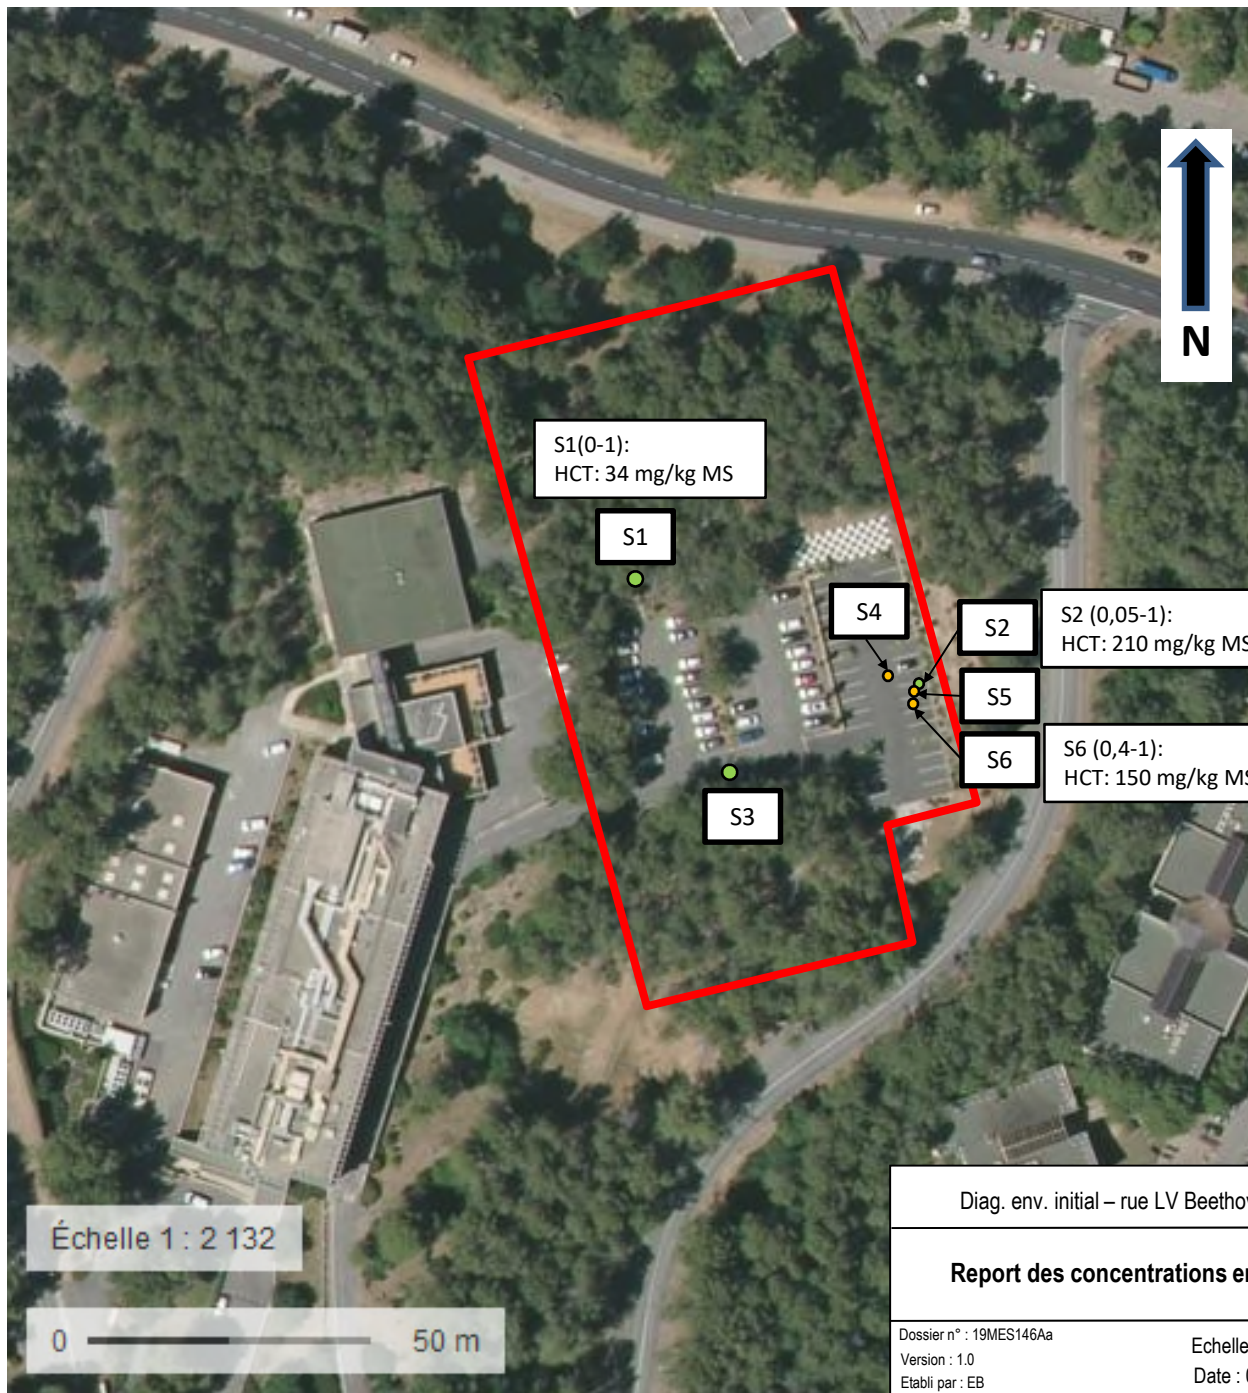 N
S1(0-1):
HCT: 34 mg/kg MS
S1
S4
S2
S2 (0,05-1):
HCT: 210 mg/kg MS
S5
S6
S6 (0,4-1):
HCT: 150 mg/kg MS
S3
Échelle 1 : 2 132
0 50 m
Diag. env. initial – rue LV
Report des concentrations
Dossier n° : 19MES146Aa
Version : 1.0
Etabli par : EB
Echelle
Date :